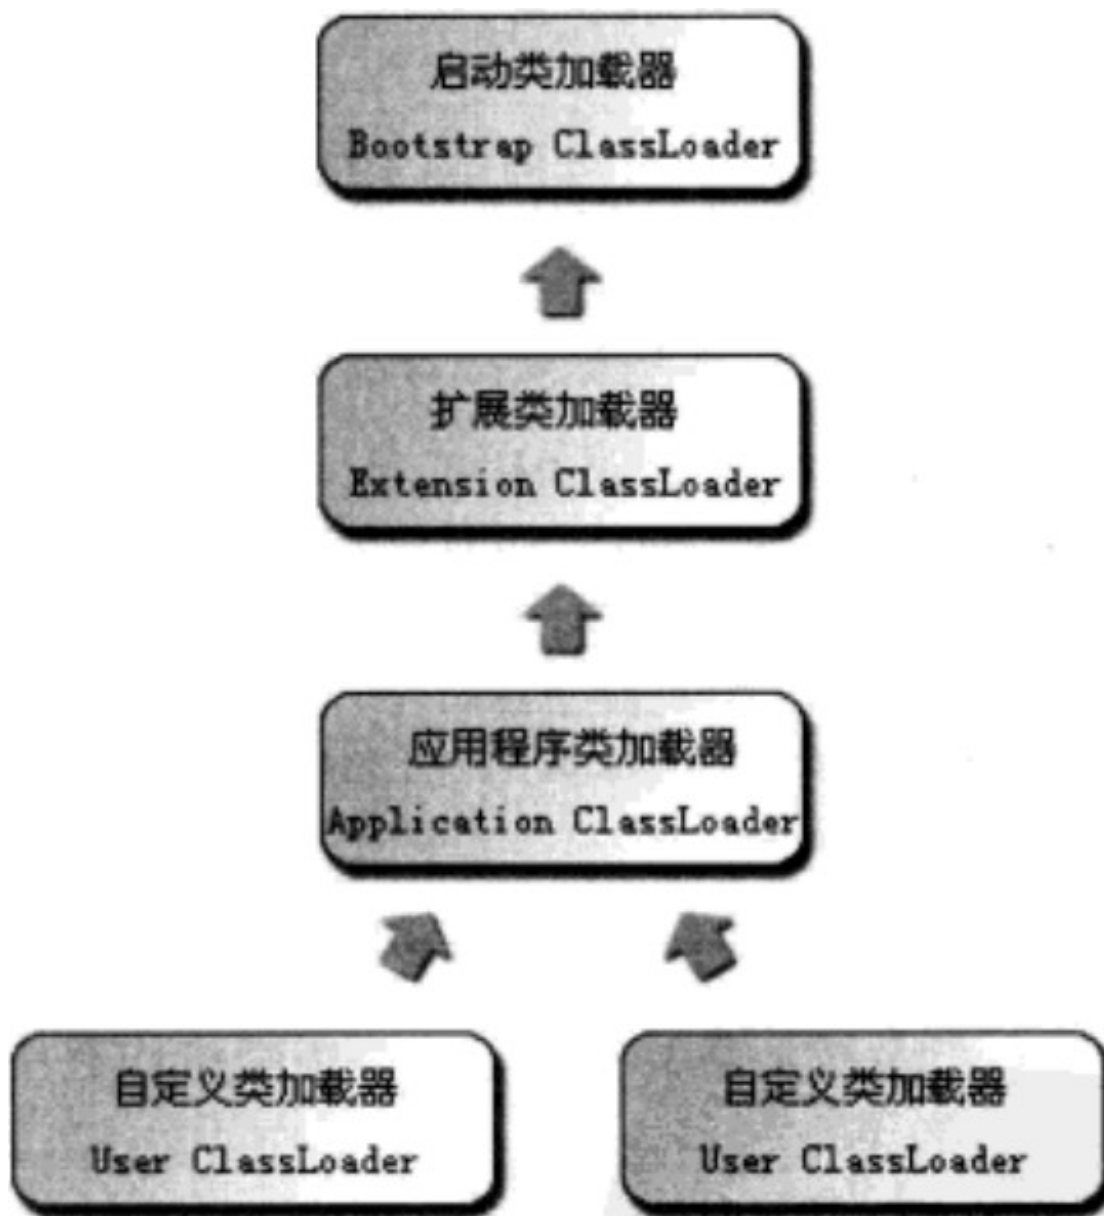 启动类加载器
Bootstrap ClassLoader
扩展类加载器
Extension ClassLoader
应用程序类加载器
Application ClassLoader
自定义类加载器
User ClassLoader
自定义类加载器
User ClassLoader